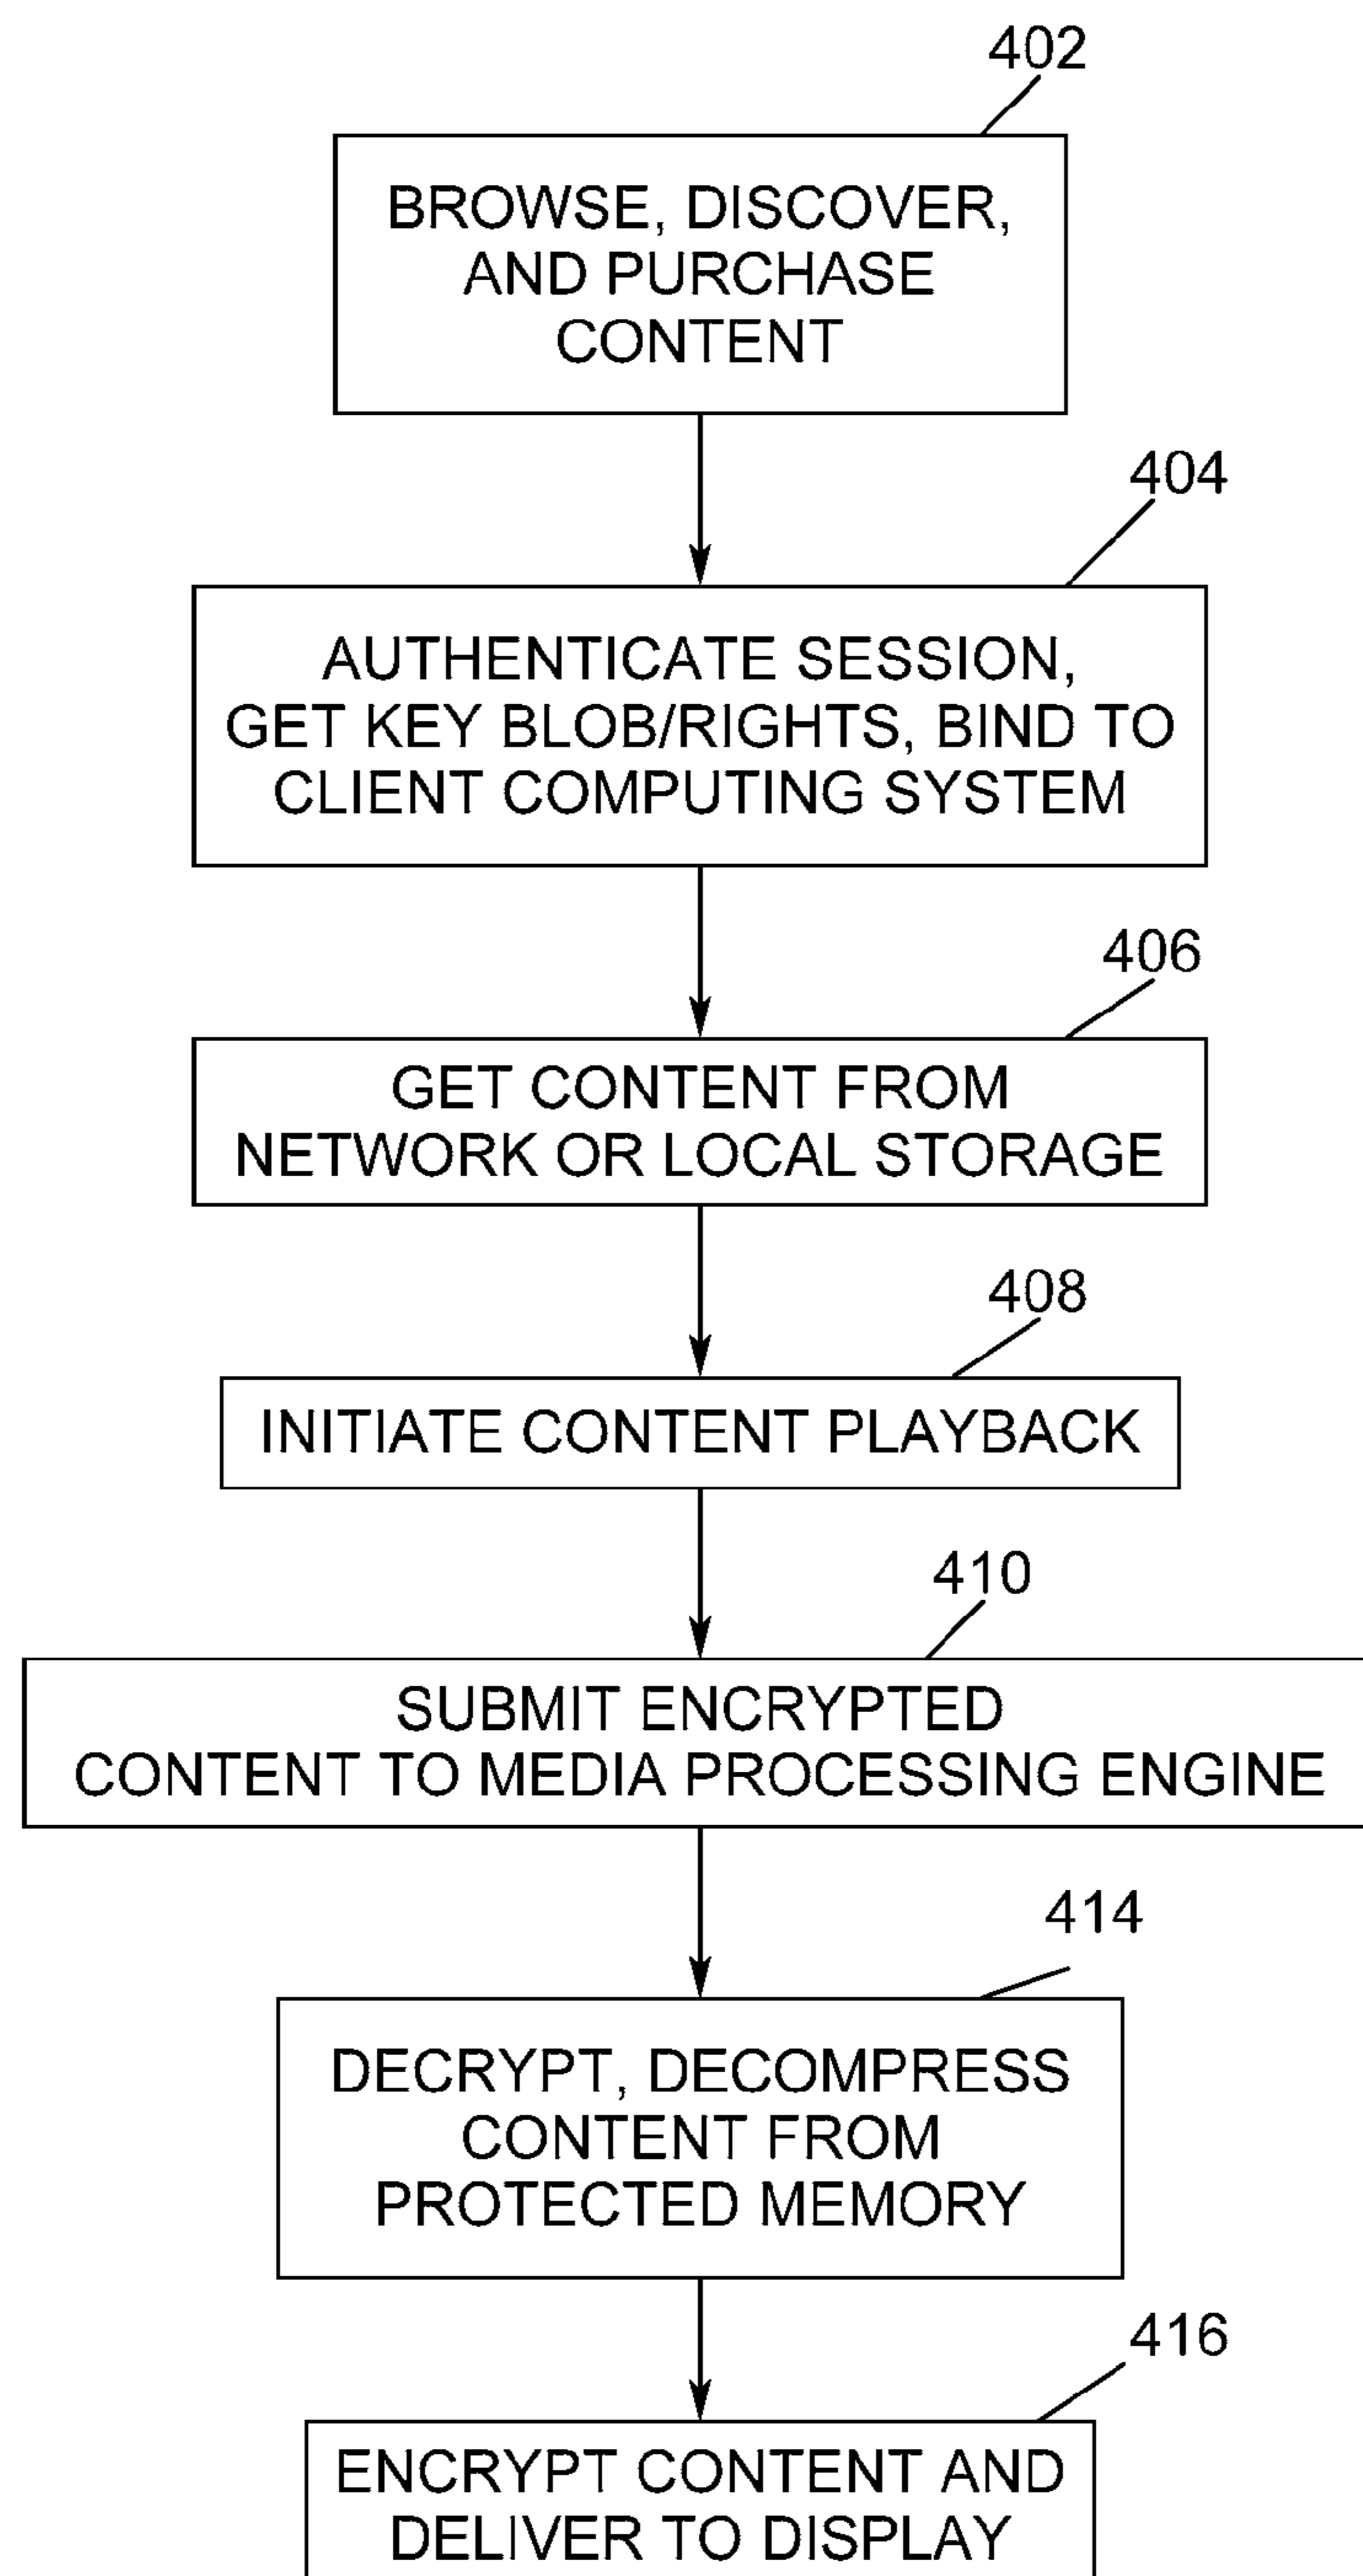 402
BROWSE, DISCOVER,
AND PURCHASE
CONTENT
404
AUTHENTICATE SESSION,
GET KEY BLOB/RIGHTS, BIND TO
CLIENT COMPUTING SYSTEM
406
GET CONTENT FROM
NETWORK OR LOCAL STORAGE
408
INITIATE CONTENT PLAYBACK
410
SUBMIT ENCRYPTED
CONTENT TO MEDIA PROCESSING ENGINE
414
DECRYPT, DECOMPRESS
CONTENT FROM
PROTECTED MEMORY
416
ENCRYPT CONTENT AND
DELIVER TO DISPLAY